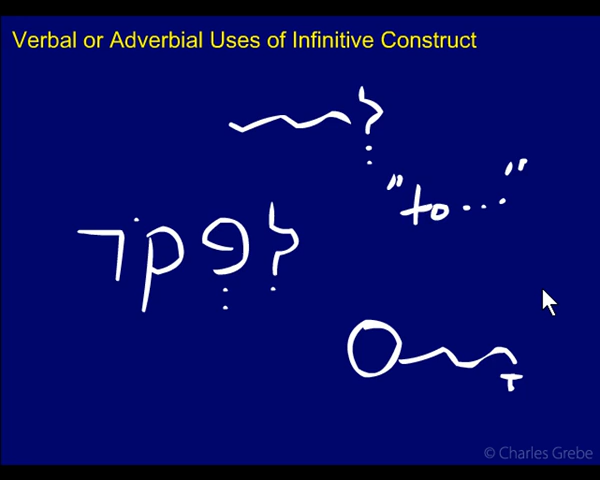 Verbal or Adverbial Uses of Infinitive Construct
לְ
"to..."
לִפְקֹד
© Charles Grebe